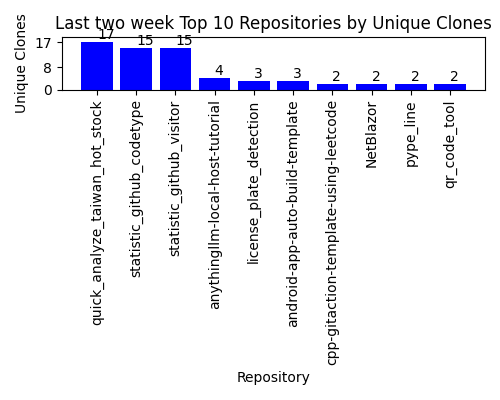 Last two week Top 10 Repositories by Unique Clones
Unique Clones
17
8
0
17
15
15
4
3
3
2
2
2
2
quick_analyze_taiwan_hot_stock
statistic_github_codetype
statistic_github_visitor
anythingllm-local-host-tutorial
license_plate_detection
android-app-auto-build-template
cpp-gitaction-template-using-leetcode
NetBlazor
pype_line
qr_code_tool
Repository